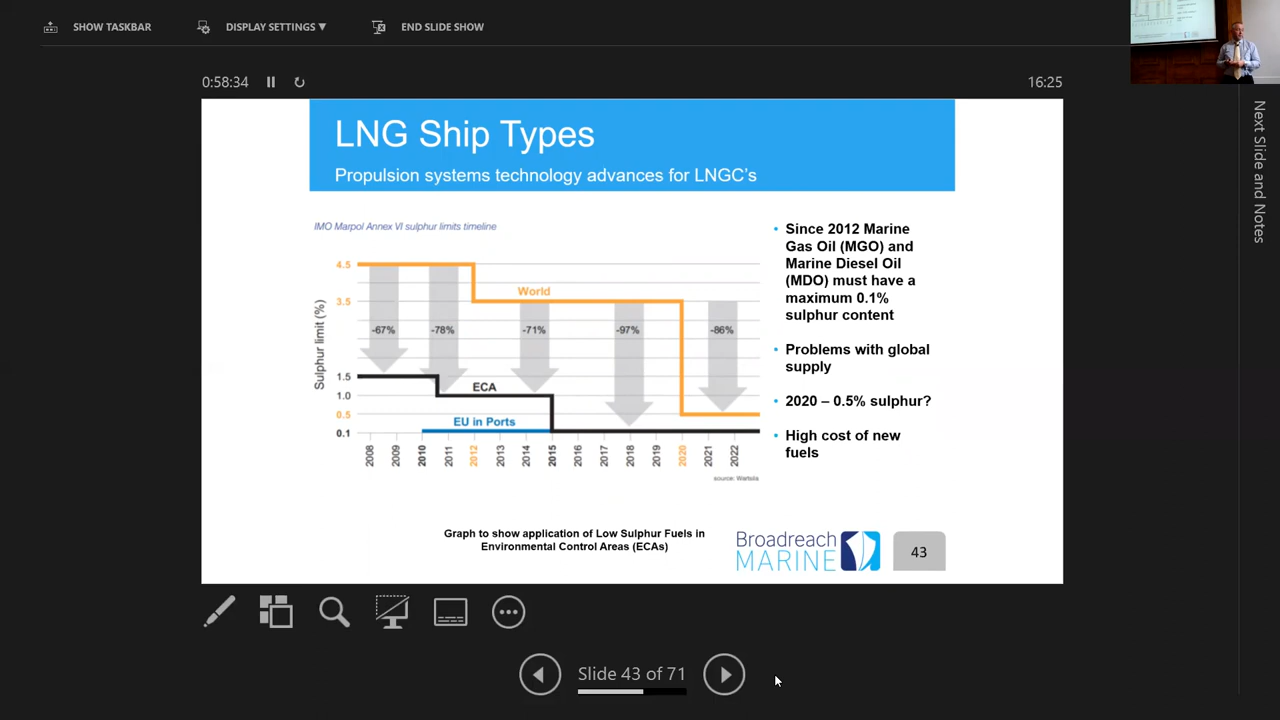 SHOW TASKBAR
DISPLAY SETTINGS ▼
END SLIDE SHOW
0:58:34
16:25
Next Slide and Notes
LNG Ship Types
Propulsion systems technology advances for LNGC's
IMO Marpol Annex VI sulphur limits timeline
Sulphur limit (%)
4.5
3.5
1.5
1.0
0.5
0.1
World
-67%
-78%
-71%
-97%
-86%
ECA
EU in Ports
2008
2009
2010
2011
2012
2013
2014
2015
2016
2017
2018
2019
2020
2021
2022
source: Wartsila
• Since 2012 Marine
Gas Oil (MGO) and
Marine Diesel Oil
(MDO) must have a
maximum 0.1%
sulphur content
• Problems with global
supply
• 2020 – 0.5% sulphur?
• High cost of new
fuels
Graph to show application of Low Sulphur Fuels in
Environmental Control Areas (ECAs)
Broadreach
MARINE
43
Slide 43 of 71